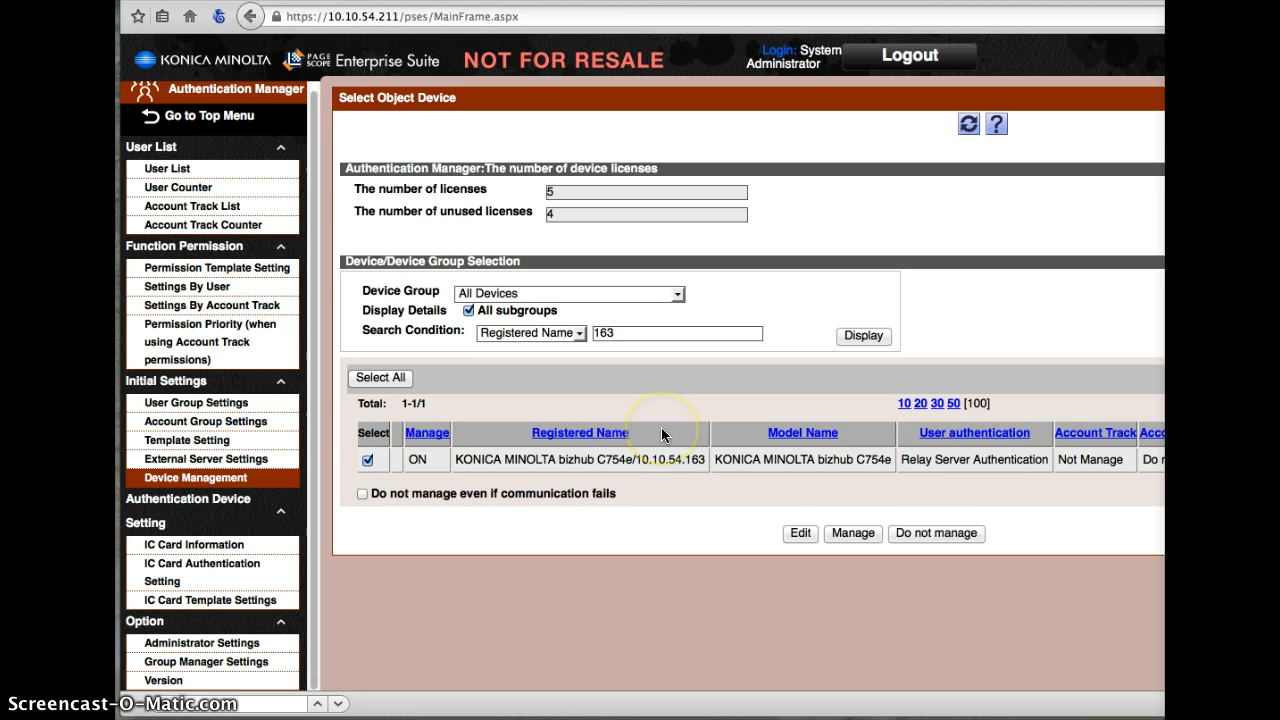 https://10.10.54.211/pses/MainFrame.aspx
KONICA MINOLTA PAGE SCOPE Enterprise Suite NOT FOR RESALE Login: System Administrator Logout
Authentication Manager
Go to Top Menu
User List
User List
User Counter
Account Track List
Account Track Counter
Function Permission
Permission Template Setting
Settings By User
Settings By Account Track
Permission Priority (when
using Account Track
permissions)
Initial Settings
User Group Settings
Account Group Settings
Template Setting
External Server Settings
Device Management
Authentication Device
Setting
IC Card Information
IC Card Authentication
Setting
IC Card Template Settings
Option
Administrator Settings
Group Manager Settings
Version
Select Object Device
?
Authentication Manager:The number of device licenses
The number of licenses 5
The number of unused licenses 4
Device/Device Group Selection
Device Group All Devices
Display Details All subgroups
Search Condition: Registered Name 163 Display
Select All
Total: 1-1/1 10 20 30 50 [100]
Select Manage Registered Name Model Name User authentication Account Track Acco
ON KONICA MINOLTA bizhub C754e/10.10.54.163 KONICA MINOLTA bizhub C754e Relay Server Authentication Not Manage Do n
Do not manage even if communication fails
Edit Manage Do not manage
Screencast-O-Matic.com